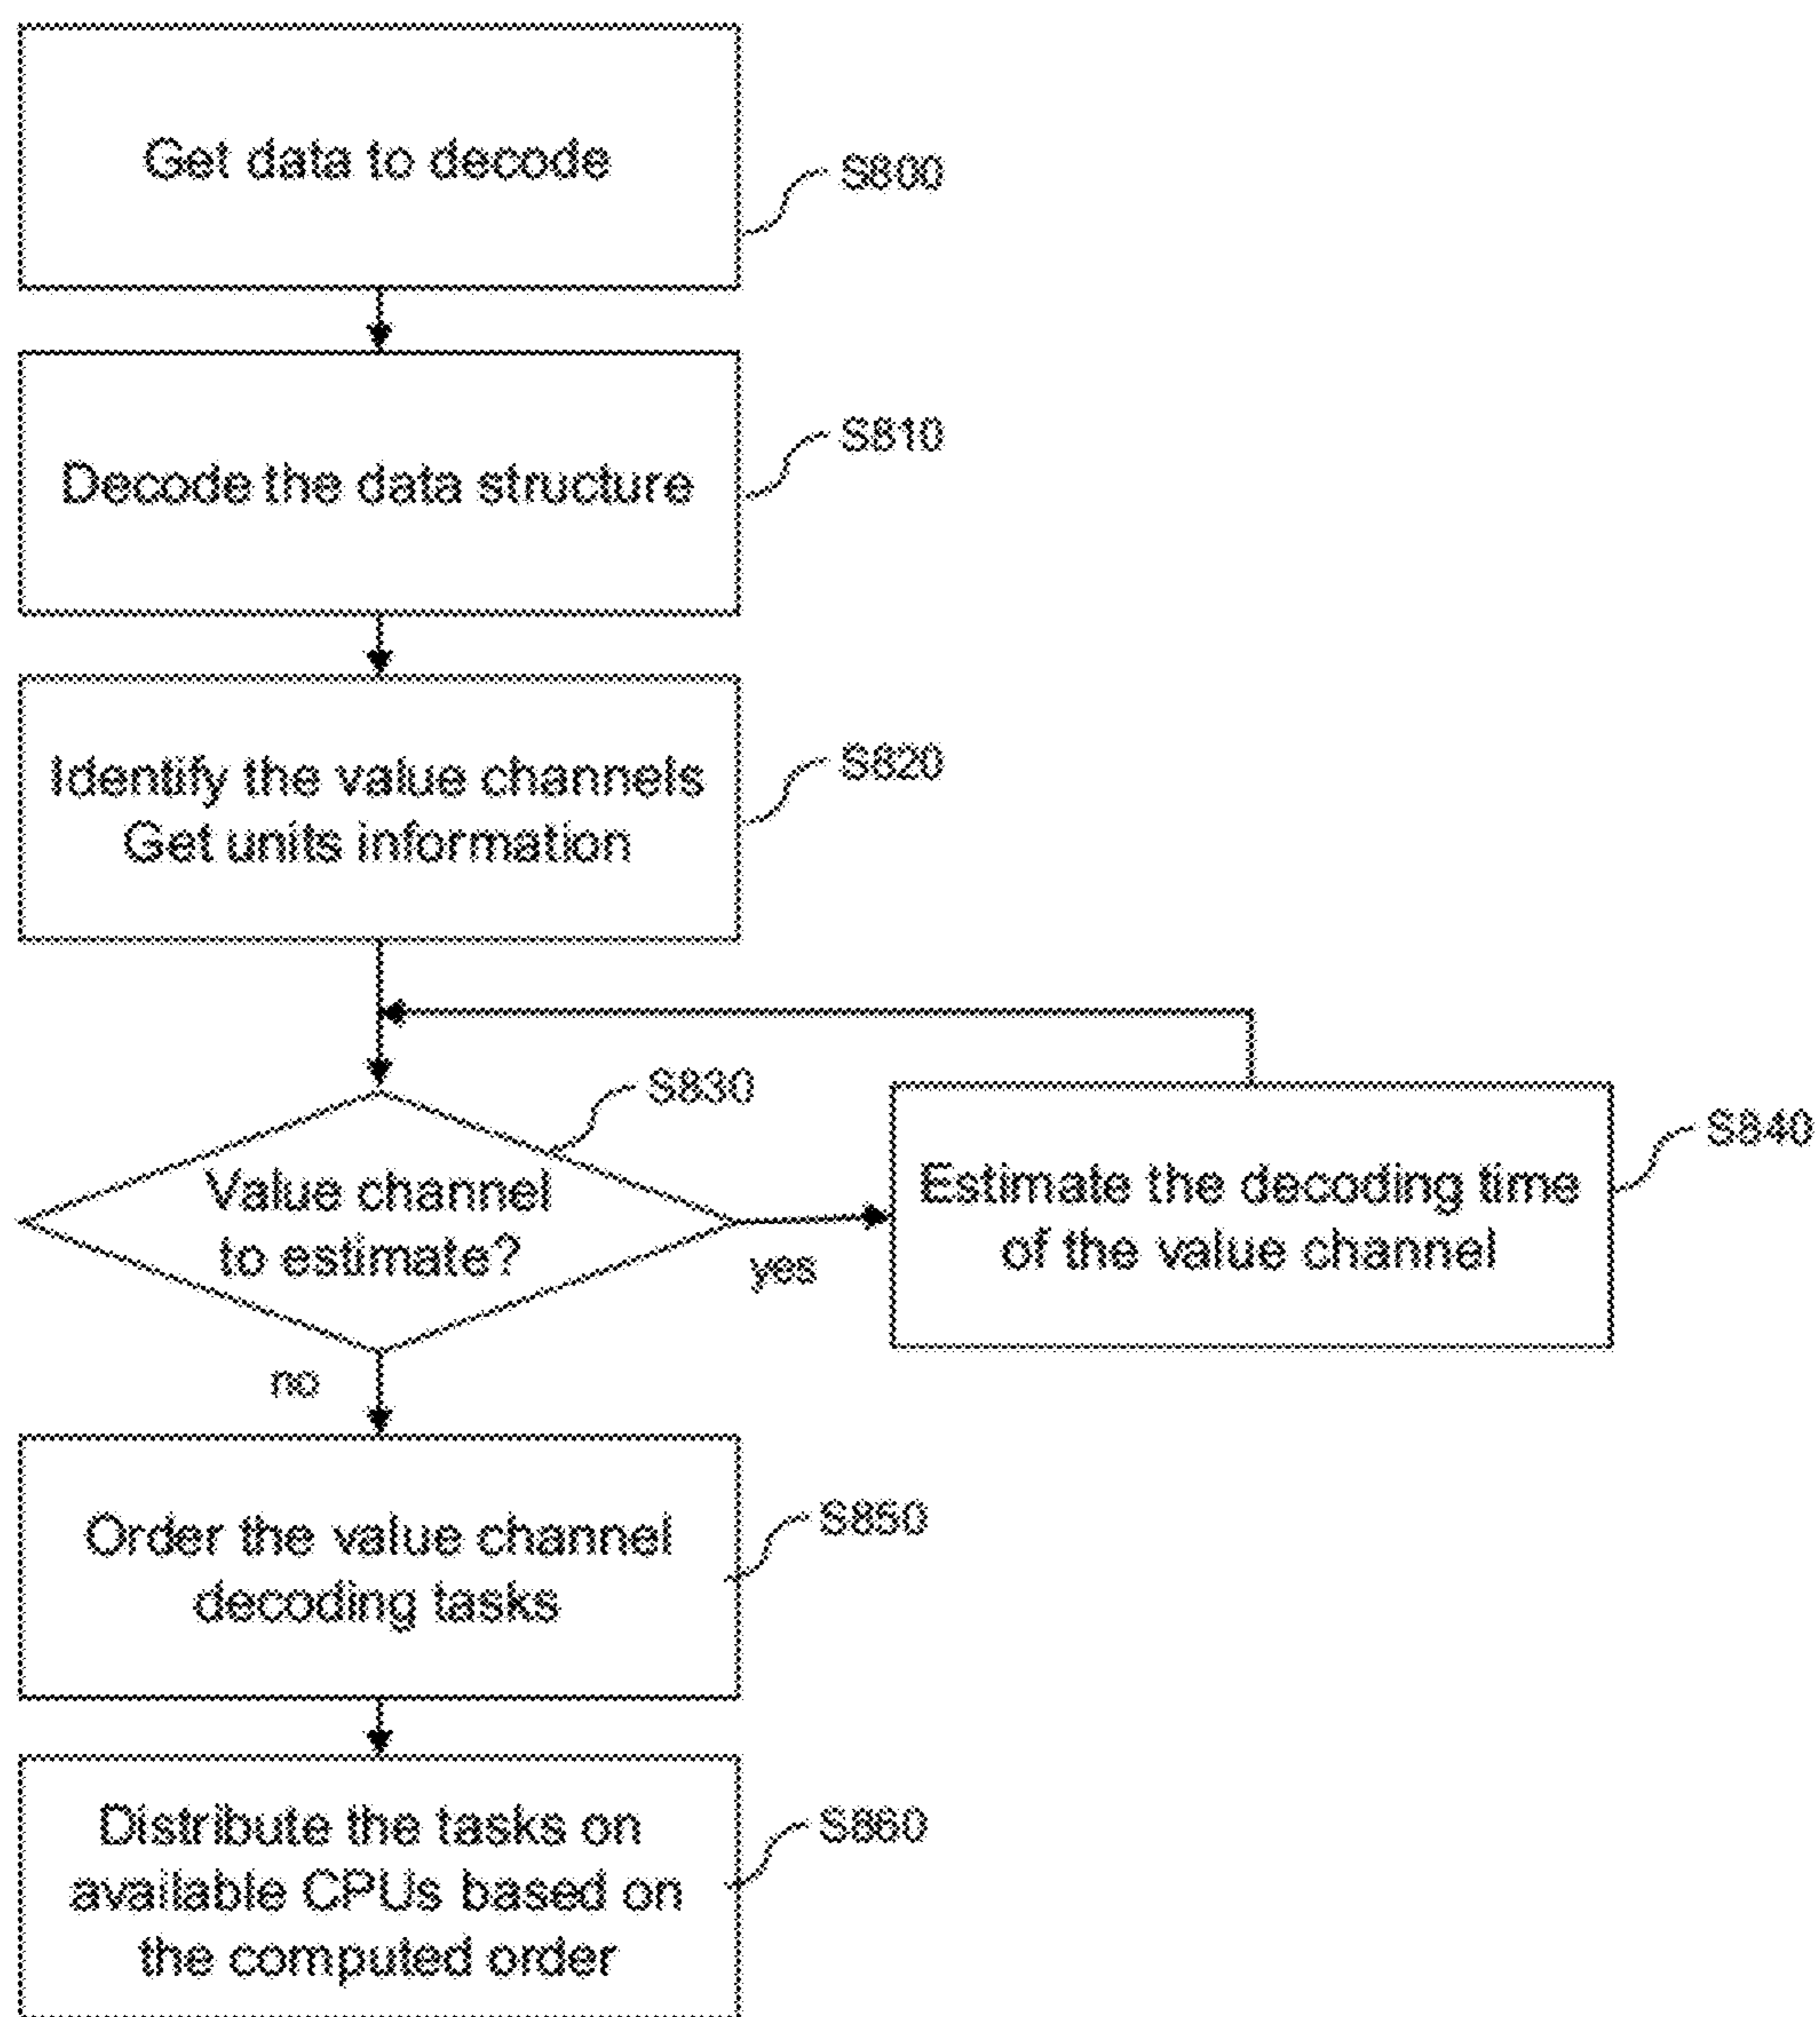 Get data to decode
S800
Decode the data structure
S810
Identify the value channels
Get units information
S820
S830
Value channel
to estimate?
yes
Estimate the decoding time
of the value channel
S840
no
Order the value channel
decoding tasks
S850
Distribute the tasks on
available CPUs based on
the computed order
S860